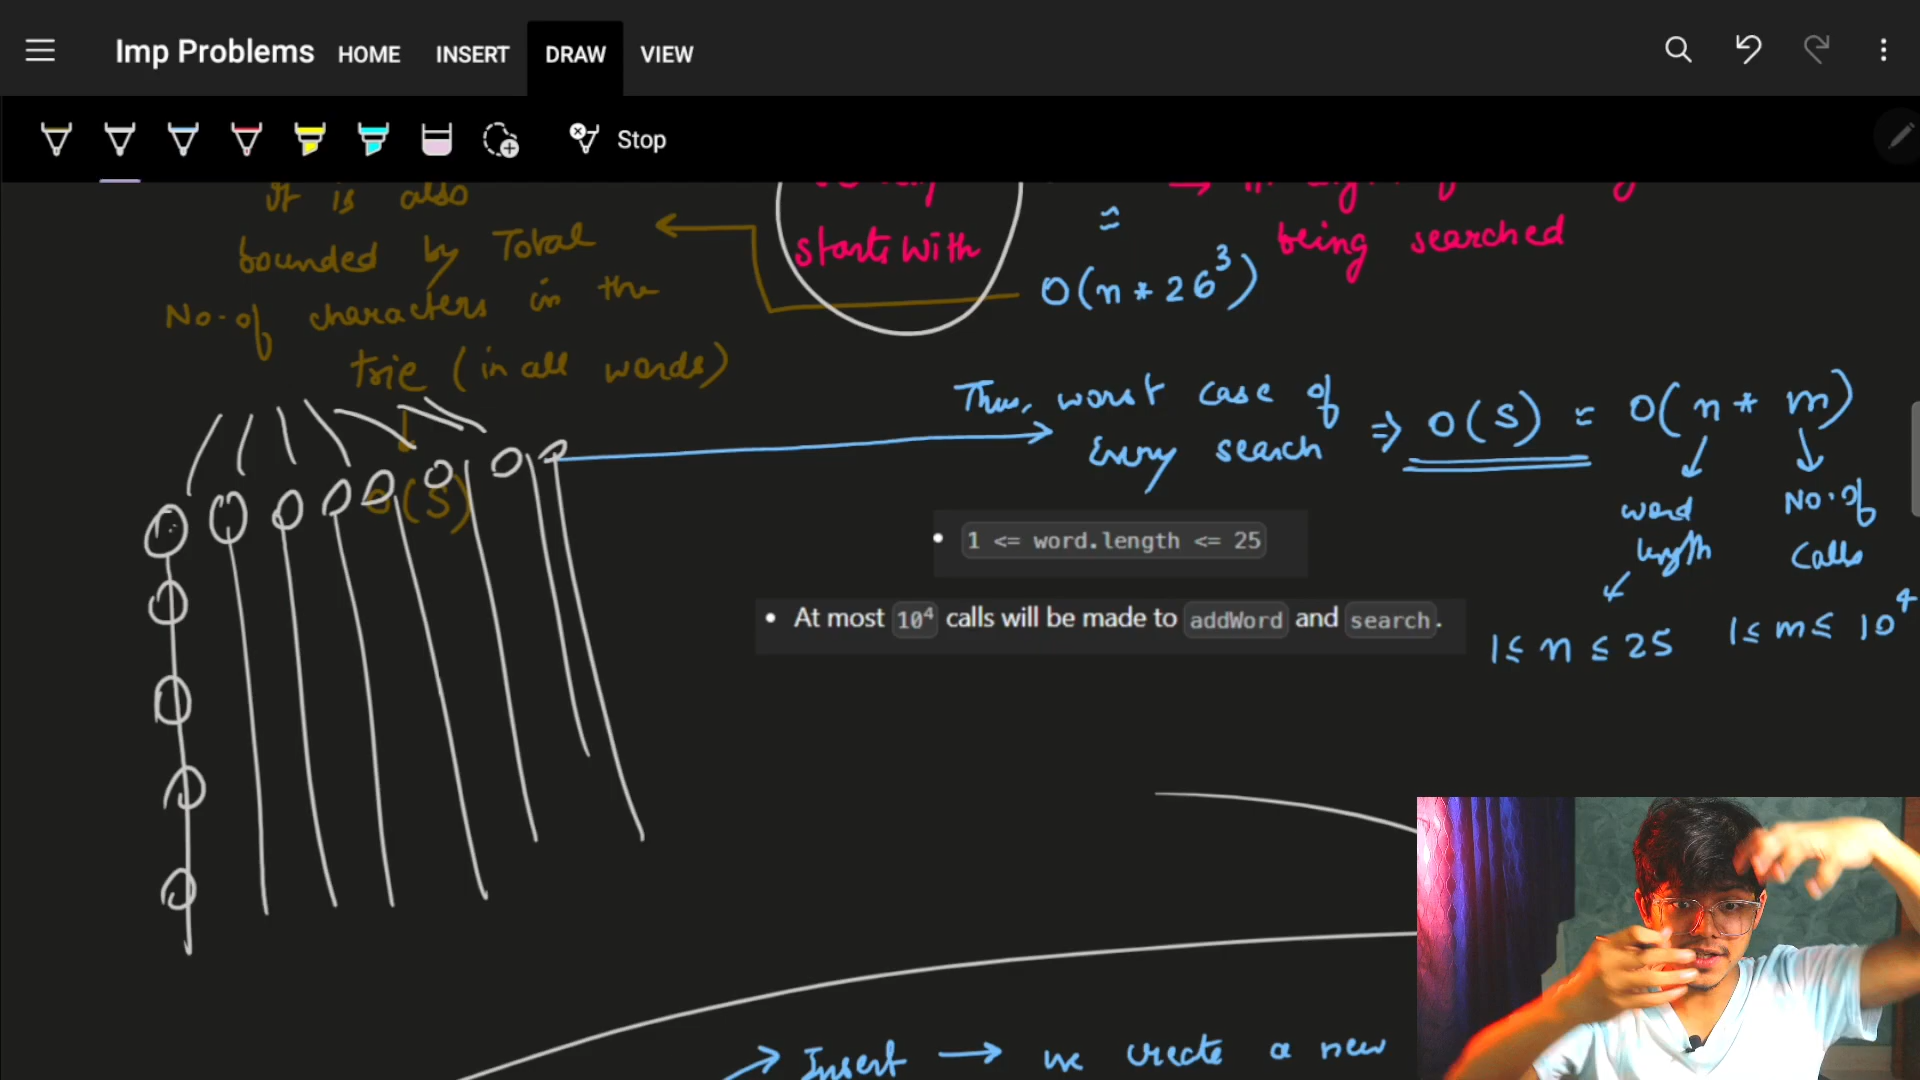 Imp Problems HOME INSERT DRAW VIEW
Stop
It is also
bounded by Total
No. of characters in the
trie (in all words)
O(S)
starts With
=
O(n * 26³)
being searched
Thus, worst case of
Every search
⇒ O(S) = O(n * m)
word
length
No. of
Calls
1 ≤ n ≤ 25
1 ≤ m ≤ 10⁴
• 1 <= word.length <= 25
• At most 10⁴ calls will be made to addWord and search.
→ Insert → we create a new